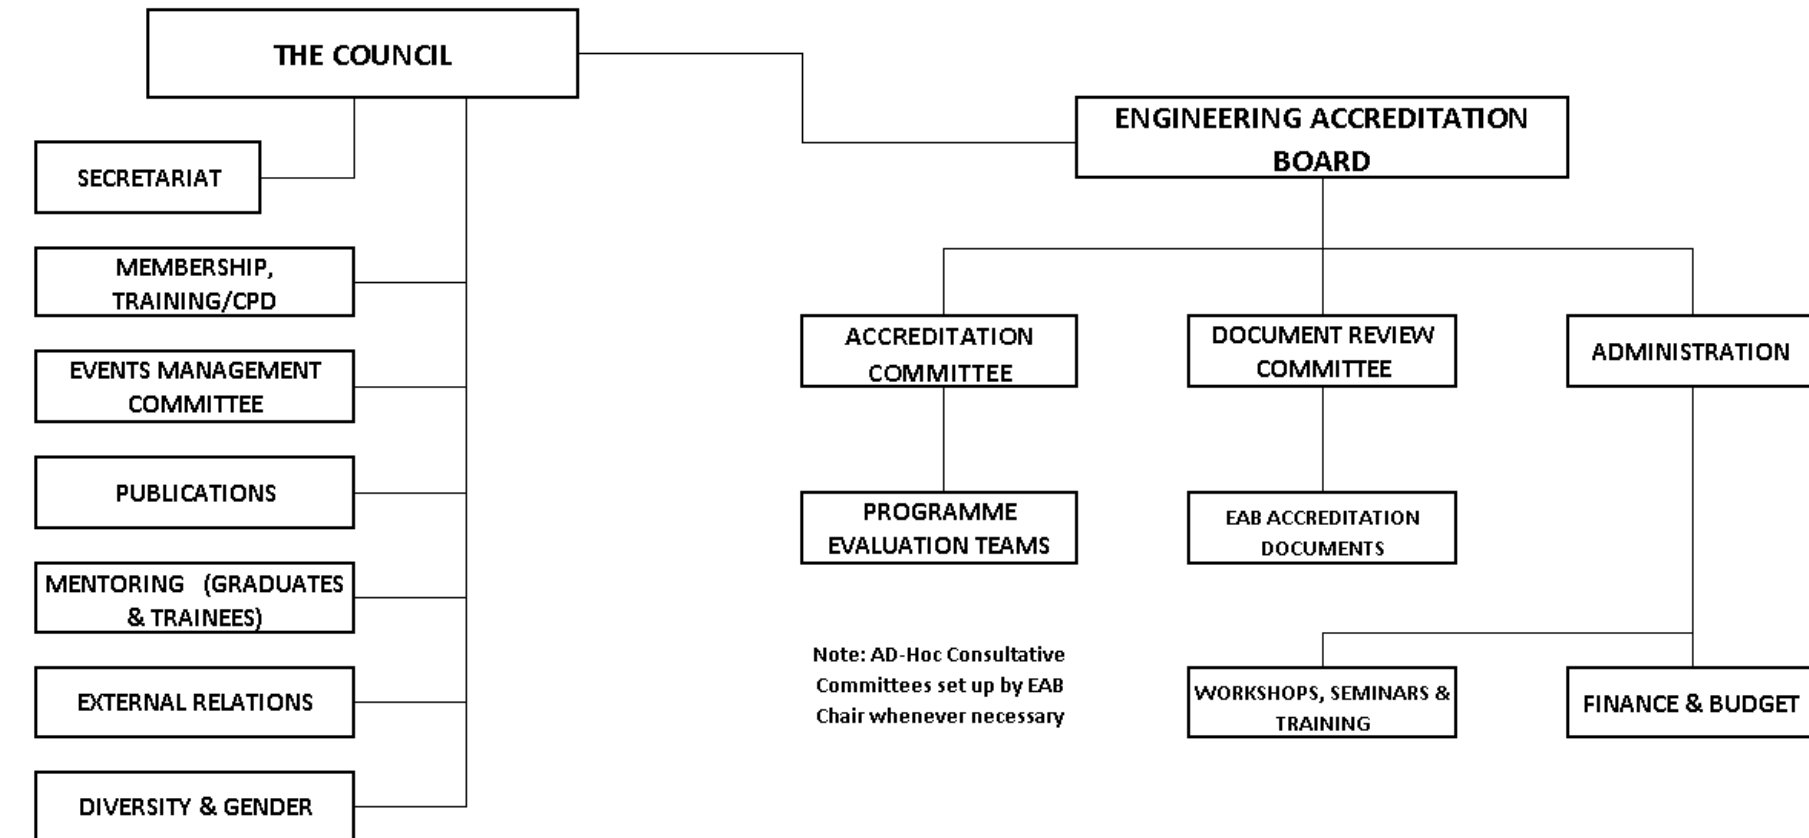 THE COUNCIL
ENGINEERING ACCREDITATION
BOARD
SECRETARIAT
MEMBERSHIP,
TRAINING/CPD
EVENTS MANAGEMENT
COMMITTEE
PUBLICATIONS
MENTORING (GRADUATES
& TRAINEES)
EXTERNAL RELATIONS
DIVERSITY & GENDER
ACCREDITATION
COMMITTEE
DOCUMENT REVIEW
COMMITTEE
ADMINISTRATION
PROGRAMME
EVALUATION TEAMS
EAB ACCREDITATION
DOCUMENTS
Note: AD-Hoc Consultative
Committees set up by EAB
Chair whenever necessary
WORKSHOPS, SEMINARS &
TRAINING
FINANCE & BUDGET